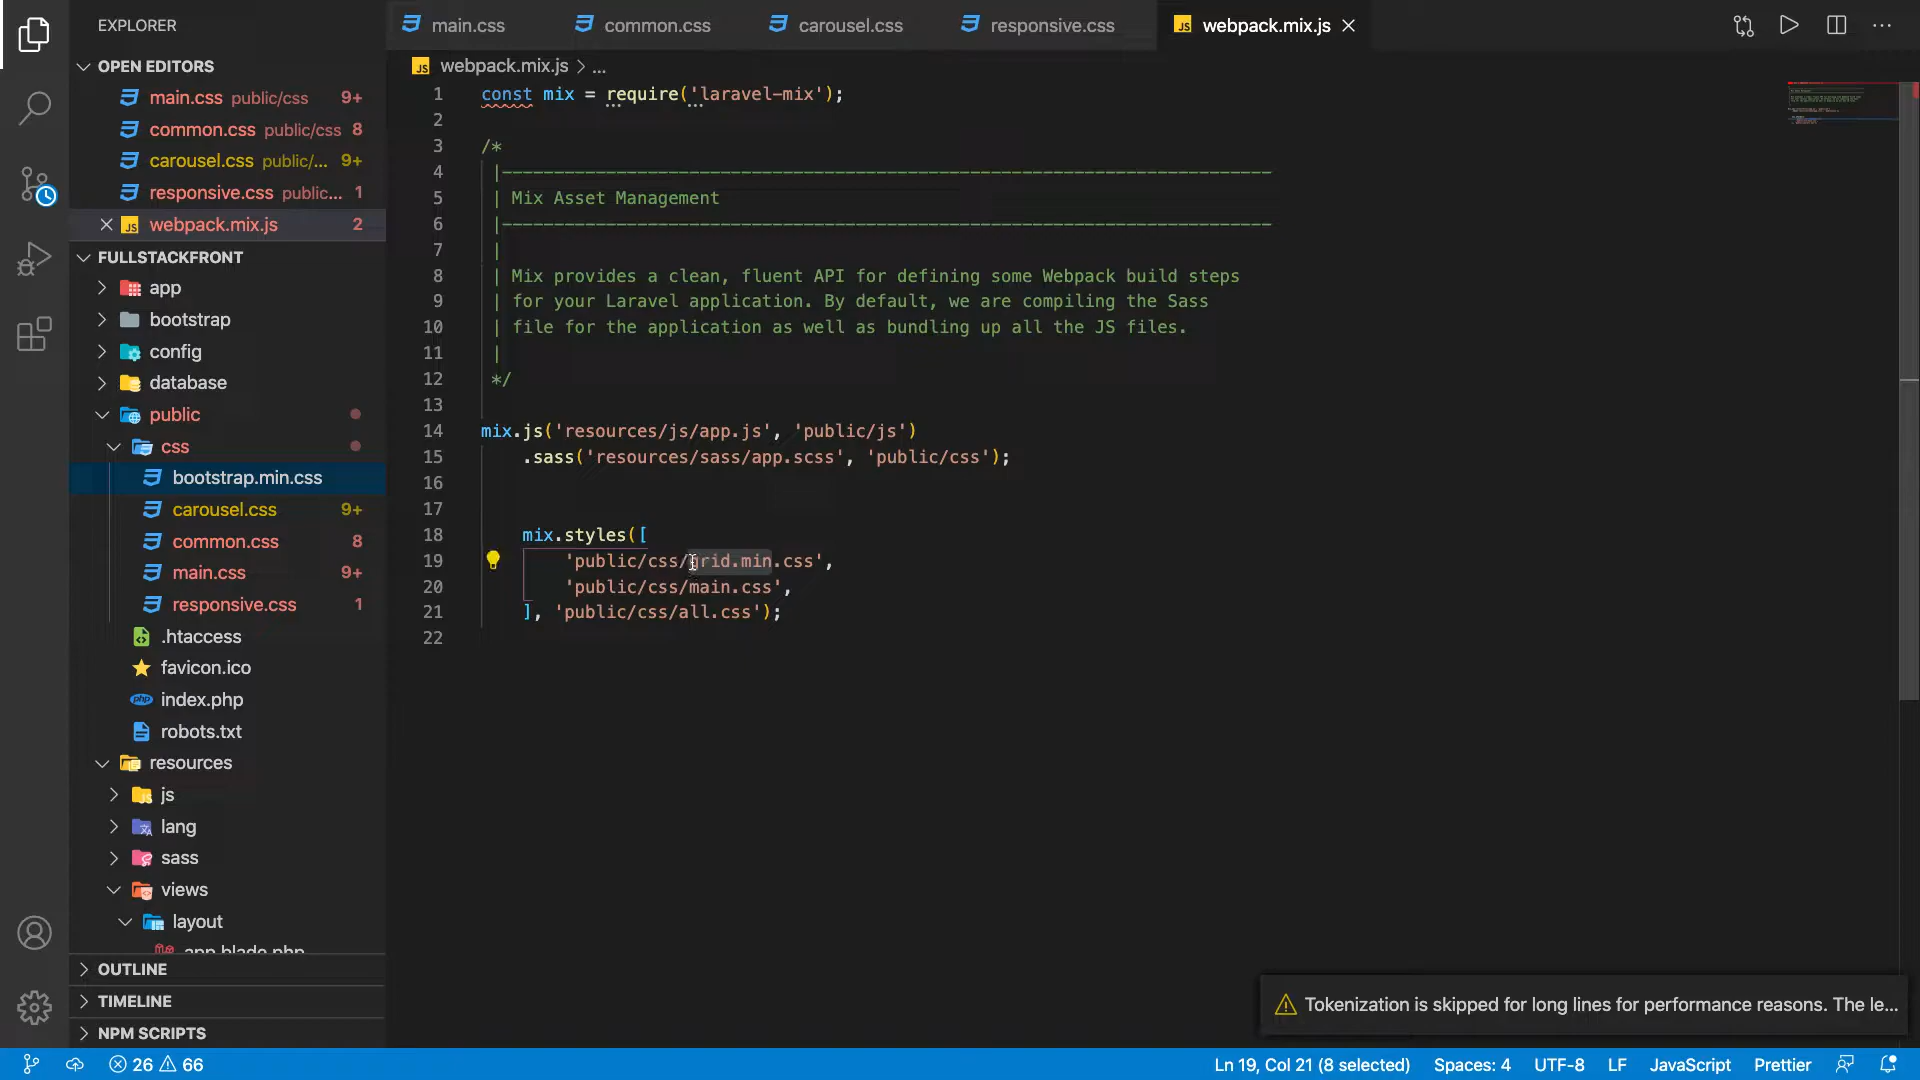 EXPLORER
OPEN EDITORS
main.css public/css 9+
common.css public/css 8
carousel.css public/... 9+
responsive.css public... 1
webpack.mix.js 2
FULLSTACKFRONT
app
bootstrap
config
database
public
css
bootstrap.min.css
carousel.css 9+
common.css 8
main.css 9+
responsive.css 1
.htaccess
favicon.ico
index.php
robots.txt
resources
js
lang
sass
views
layout
app.blade.php
OUTLINE
TIMELINE
NPM SCRIPTS
main.css common.css carousel.css responsive.css JS webpack.mix.js
JS webpack.mix.js > ...
1 const mix = require('laravel-mix');
2
3 /*
4 |--------------------------------------------------------------------------
5 | Mix Asset Management
6 |--------------------------------------------------------------------------
7 |
8 | Mix provides a clean, fluent API for defining some Webpack build steps
9 | for your Laravel application. By default, we are compiling the Sass
10 | file for the application as well as bundling up all the JS files.
11 |
12 */
13
14 mix.js('resources/js/app.js', 'public/js')
15 .sass('resources/sass/app.scss', 'public/css');
16
17
18 mix.styles([
19 'public/css/grid.min.css',
20 'public/css/main.css',
21 ], 'public/css/all.css');
22
Tokenization is skipped for long lines for performance reasons. The le...
26 66
Ln 19, Col 21 (8 selected) Spaces: 4 UTF-8 LF JavaScript Prettier